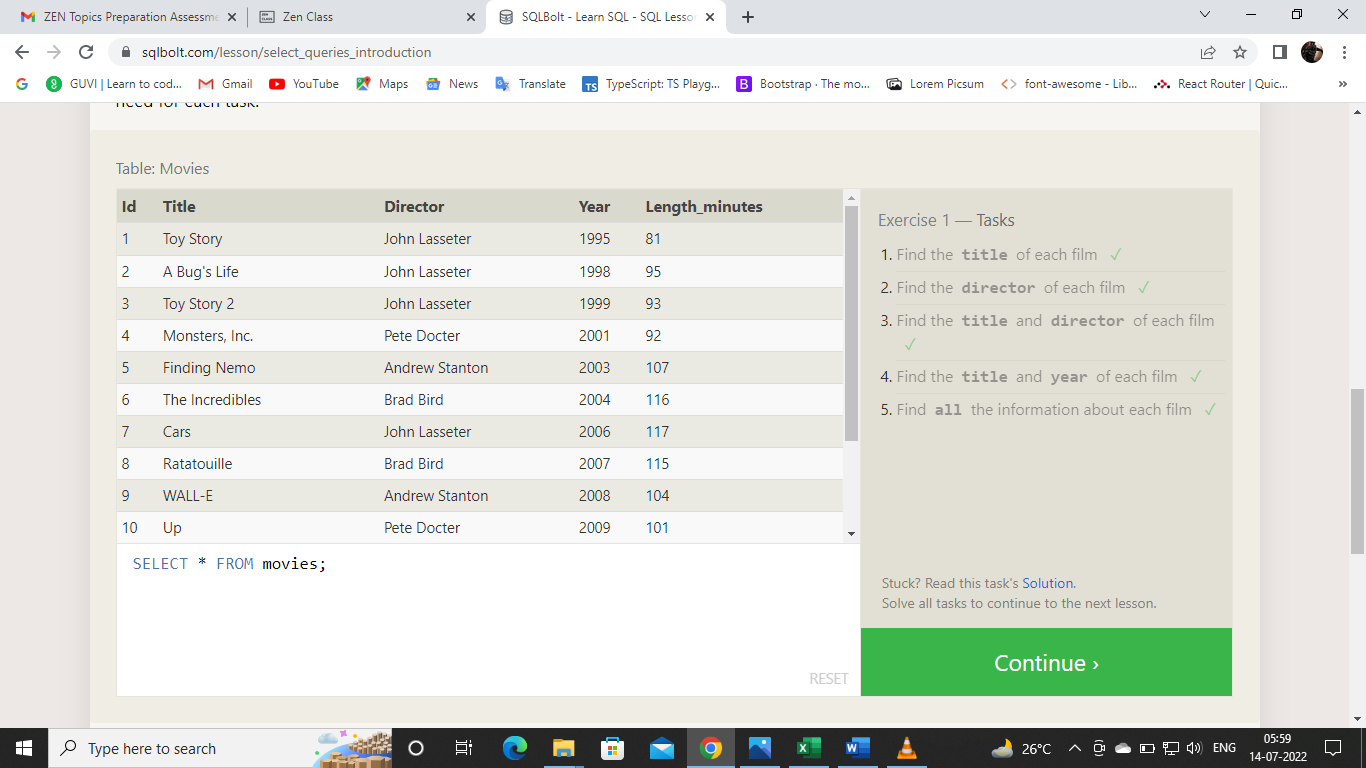 ZEN Topics Preparation Assessme
Zen Class
SQLBolt - Learn SQL - SQL Lesso
sqlbolt.com/lesson/select_queries_introduction
GUVI | Learn to cod...
Gmail
YouTube
Maps
News
Translate
TypeScript: TS Playg...
Bootstrap · The mo...
Lorem Picsum
font-awesome - Lib...
React Router | Quic...
»
need for each task.
Table: Movies
Id Title Director Year Length_minutes
1 Toy Story John Lasseter 1995 81
2 A Bug's Life John Lasseter 1998 95
3 Toy Story 2 John Lasseter 1999 93
4 Monsters, Inc. Pete Docter 2001 92
5 Finding Nemo Andrew Stanton 2003 107
6 The Incredibles Brad Bird 2004 116
7 Cars John Lasseter 2006 117
8 Ratatouille Brad Bird 2007 115
9 WALL-E Andrew Stanton 2008 104
10 Up Pete Docter 2009 101
SELECT * FROM movies;
RESET
Exercise 1 — Tasks
1. Find the title of each film ✓
2. Find the director of each film ✓
3. Find the title and director of each film
✓
4. Find the title and year of each film ✓
5. Find all the information about each film ✓
Stuck? Read this task's Solution.
Solve all tasks to continue to the next lesson.
Continue ›
Type here to search
26°C
ENG
05:59
14-07-2022